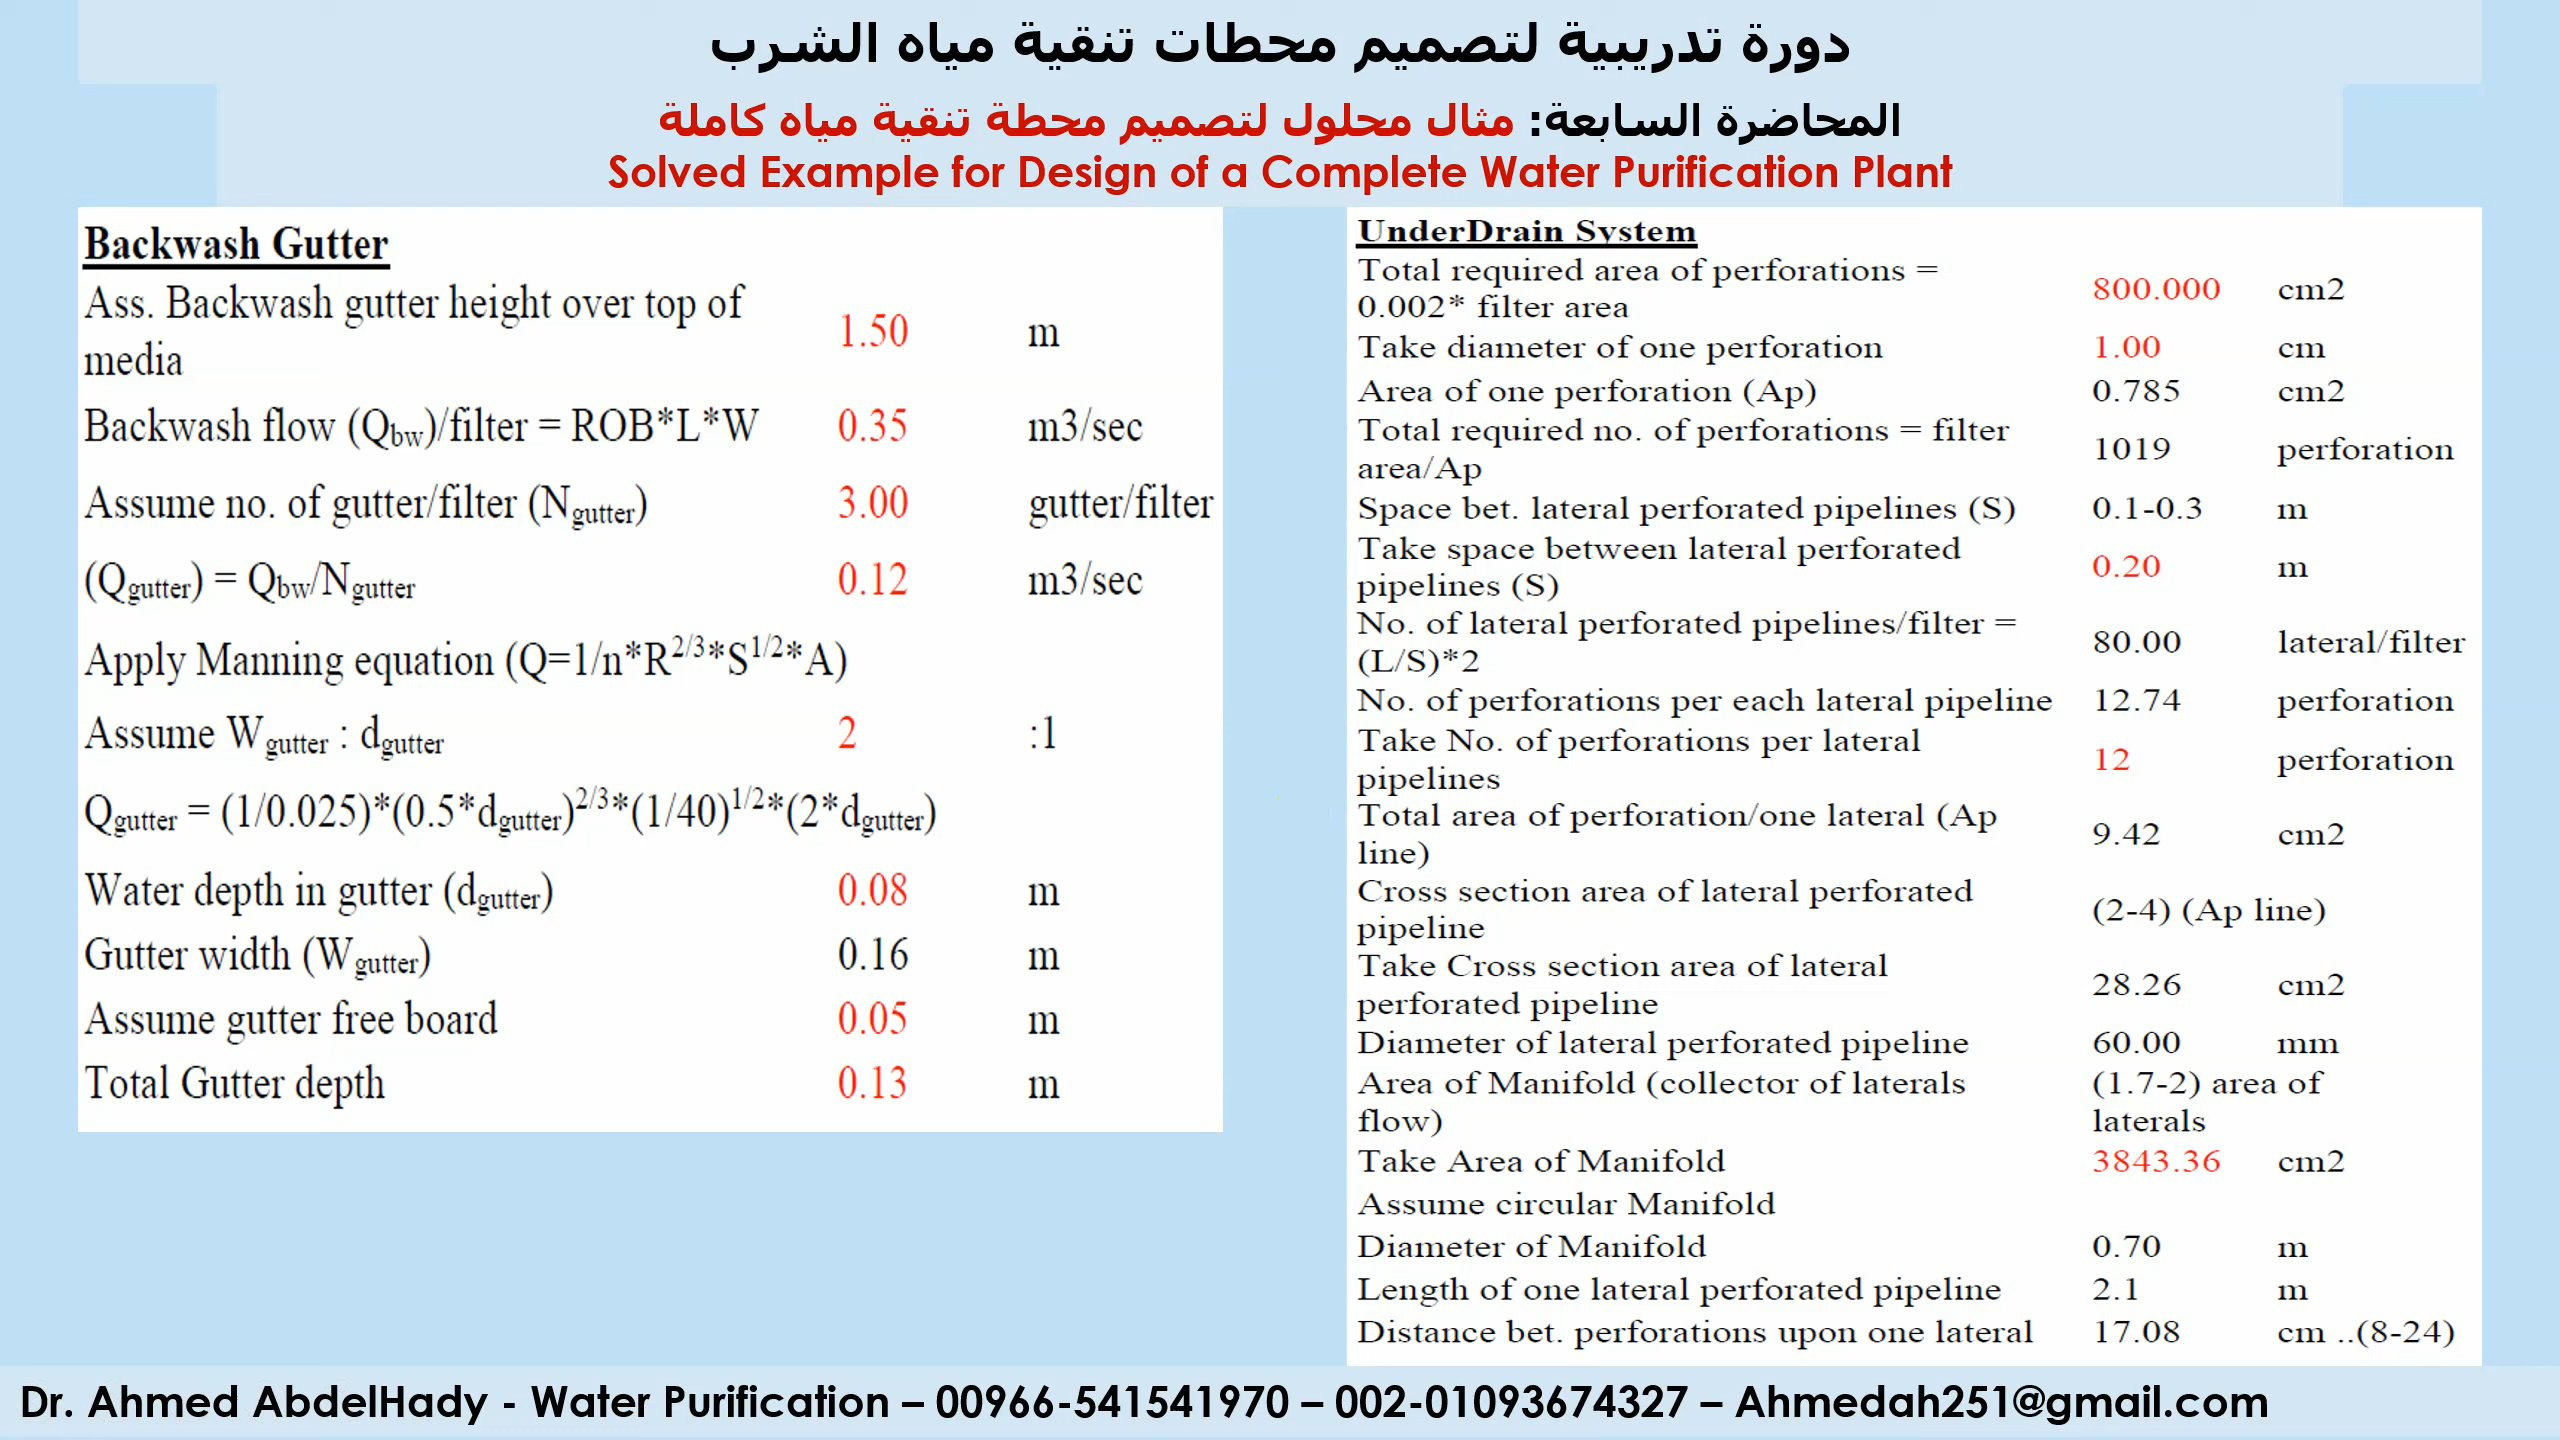 دورة تدريبية لتصميم محطات تنقية مياه الشرب
المحاضرة السابعة: مثال محلول لتصميم محطة تنقية مياه كاملة
Solved Example for Design of a Complete Water Purification Plant
Backwash Gutter
Ass. Backwash gutter height over top of
media 1.50 m
Backwash flow (Qbw)/filter = ROB*L*W 0.35 m3/sec
Assume no. of gutter/filter (Ngutter) 3.00 gutter/filter
(Qgutter) = Qbw/Ngutter 0.12 m3/sec
Apply Manning equation (Q=1/n*R^2/3*S^1/2*A)
Assume Wgutter : dgutter 2 :1
Qgutter = (1/0.025)*(0.5*dgutter)^2/3*(1/40)^1/2*(2*dgutter)
Water depth in gutter (dgutter) 0.08 m
Gutter width (Wgutter) 0.16 m
Assume gutter free board 0.05 m
Total Gutter depth 0.13 m
UnderDrain System
Total required area of perforations =
0.002* filter area 800.000 cm2
Take diameter of one perforation 1.00 cm
Area of one perforation (Ap) 0.785 cm2
Total required no. of perforations = filter
area/Ap 1019 perforation
Space bet. lateral perforated pipelines (S) 0.1-0.3 m
Take space between lateral perforated
pipelines (S) 0.20 m
No. of lateral perforated pipelines/filter =
(L/S)*2 80.00 lateral/filter
No. of perforations per each lateral pipeline 12.74 perforation
Take No. of perforations per lateral
pipelines 12 perforation
Total area of perforation/one lateral (Ap
line) 9.42 cm2
Cross section area of lateral perforated
pipeline (2-4) (Ap line)
Take Cross section area of lateral
perforated pipeline 28.26 cm2
Diameter of lateral perforated pipeline 60.00 mm
Area of Manifold (collector of laterals (1.7-2) area of
flow) laterals
Take Area of Manifold 3843.36 cm2
Assume circular Manifold
Diameter of Manifold 0.70 m
Length of one lateral perforated pipeline 2.1 m
Distance bet. perforations upon one lateral 17.08 cm ..(8-24)
Dr. Ahmed AbdelHady - Water Purification – 00966-541541970 – 002-01093674327 – Ahmedah251@gmail.com